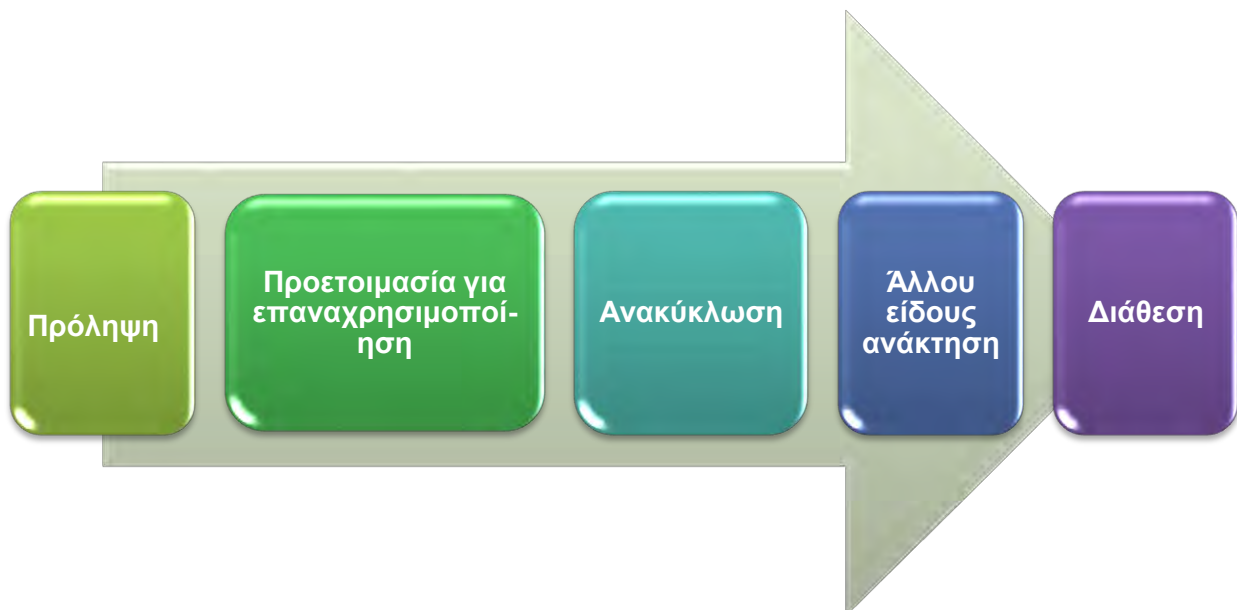 Πρόληψη
Προετοιμασία για
επαναχρησιμοποί-
ηση
Ανακύκλωση
Άλλου
είδους
ανάκτηση
Διάθεση